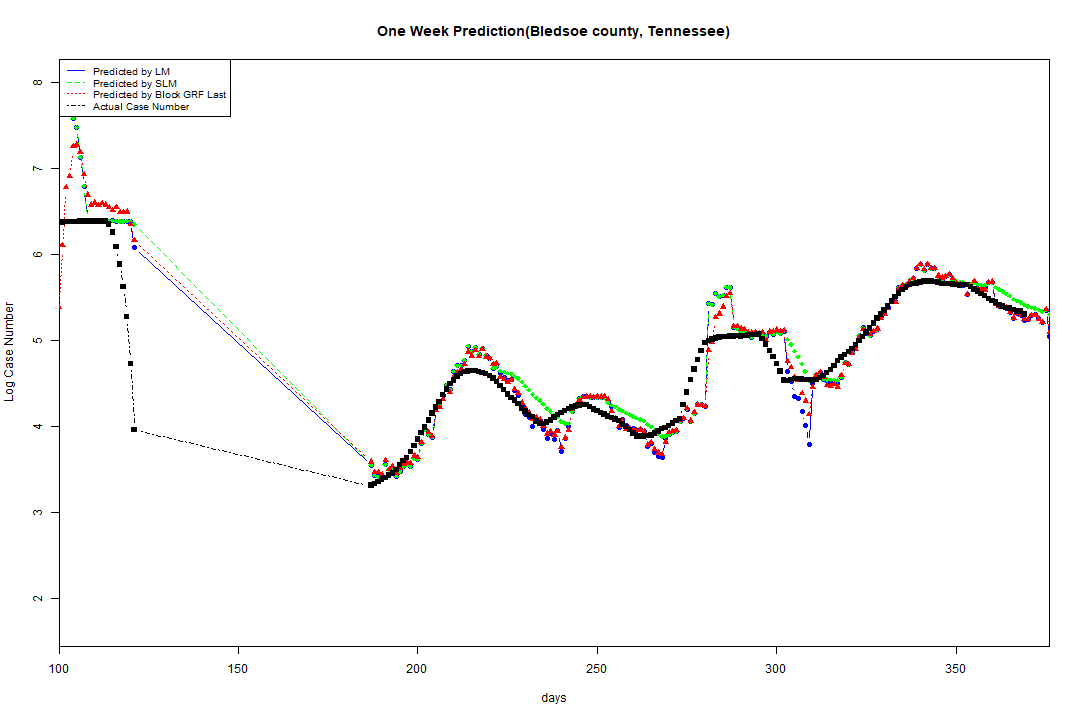 One Week Prediction(Bledsoe county, Tennessee)
Predicted by LM
Predicted by SLM
Predicted by Block GRF Last
Actual Case Number
Log Case Number
8
7
6
5
4
3
2
100 150 200 250 300 350
days